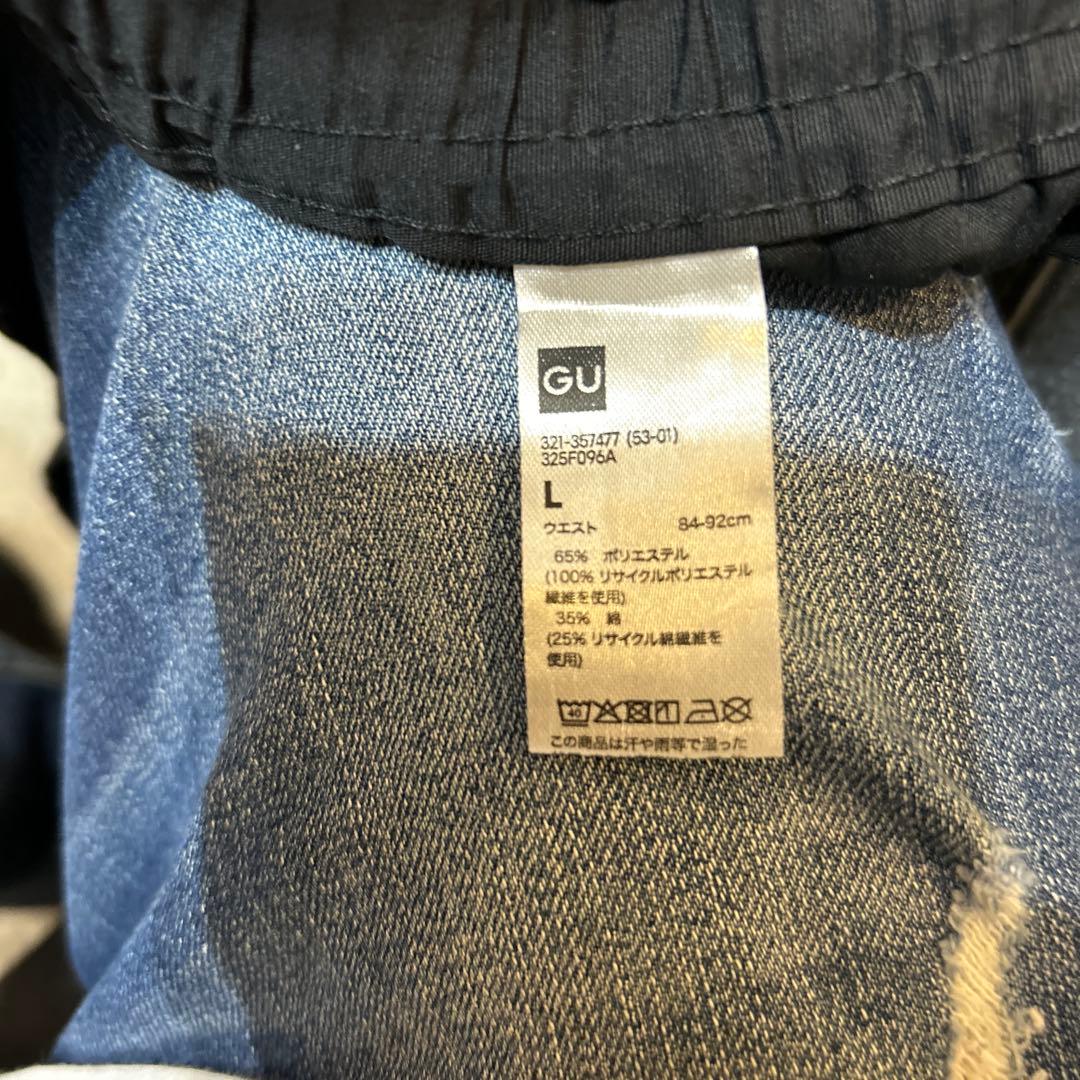 GU
321-357477 (53-01)
325F096A
L
ウエスト 84-92cm
65% ポリエステル
(100% リサイクルポリエステル
繊維を使用)
35% 綿
(25% リサイクル綿繊維を
使用)
40
この商品は汗や雨等で湿った